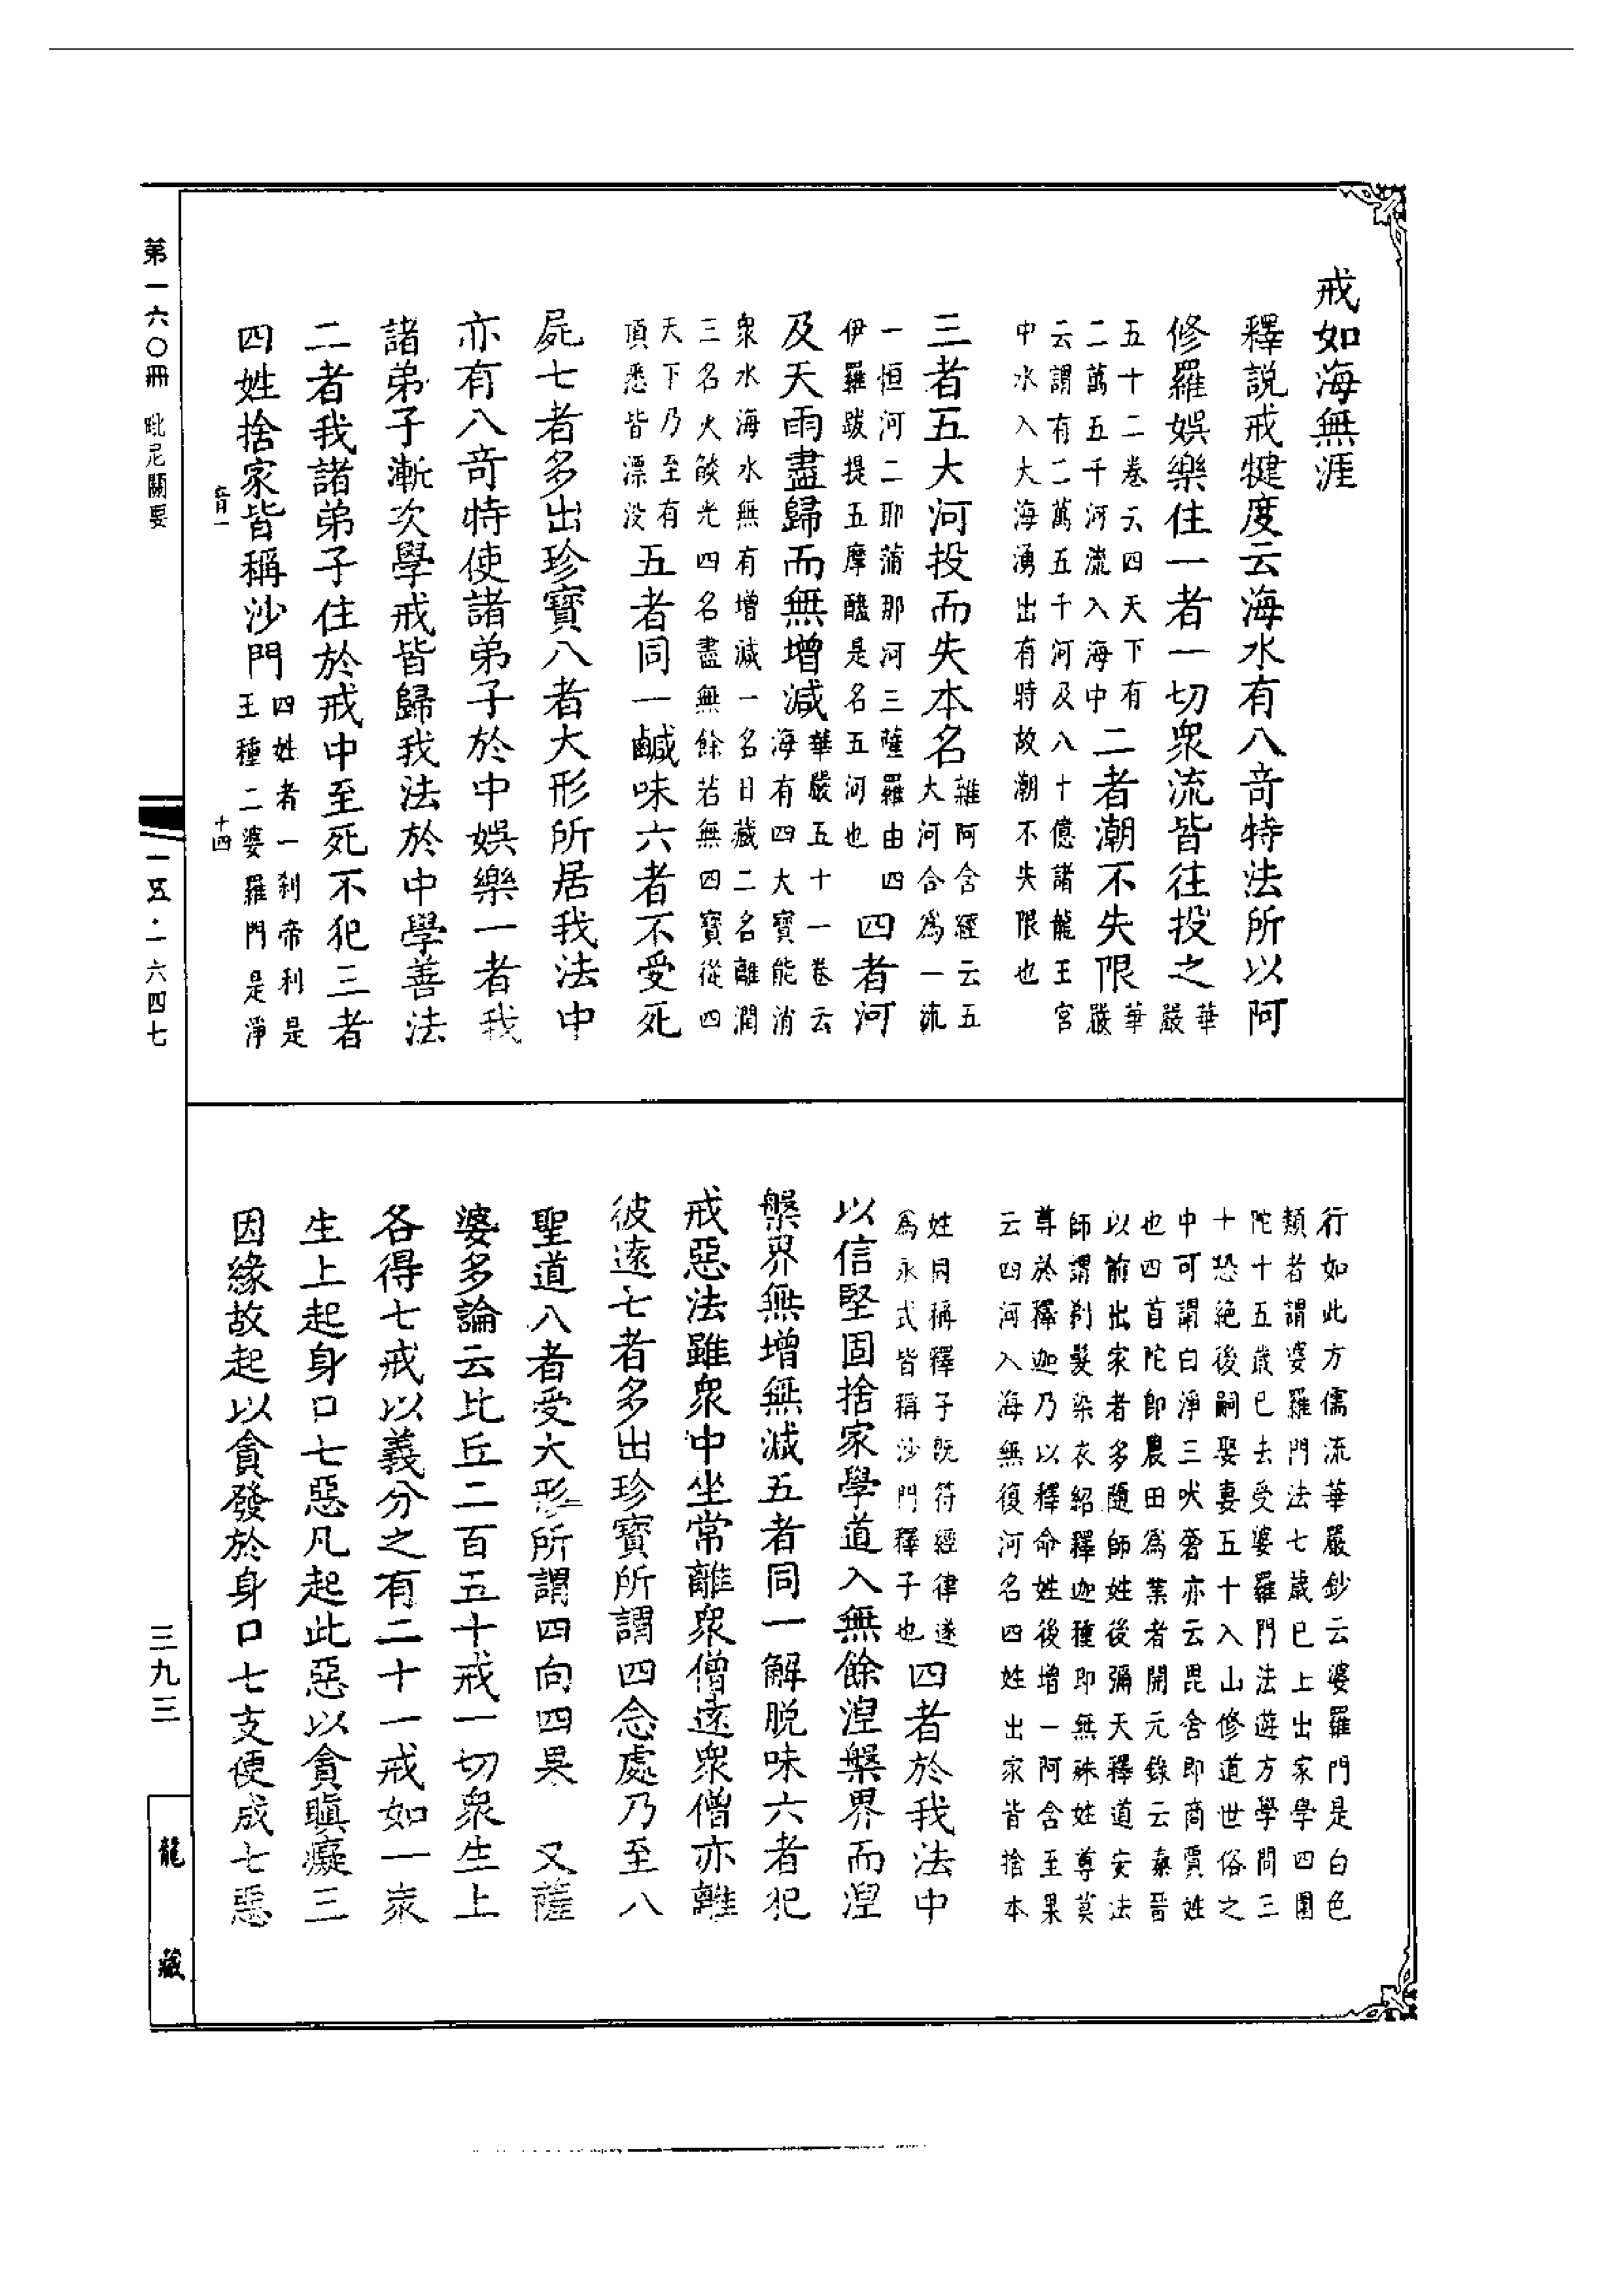 戒如海無涯
釋説戒犍度云海水有八竒特法所以阿
修羅娛樂住一者一切衆流皆往投之華嚴
五十二卷云四天下有二萬五千河流入海中二者潮不失限華嚴
云謂有二萬五千河及八十億諸龍王宮
中水入大海湧出有時故潮不失限也
三者五大河投而失本名雜阿含經云五大河合為一流
一恒河二耶蒲那河三薩羅由四伊羅跋提五摩醯是名五河也四者河
及天雨盡歸而無增減華嚴五十一卷云海有四大寶能消
衆水海水無有增減一名日藏二名離潤
三名火燄光四名盡無餘若無四寶從四
天下乃至有頂悉皆漂没五者同一鹹味六者不受死
屍七者多出珍寶八者大形所居我法中
亦有八竒特使諸弟子於中娛樂一者我
諸弟子漸次學戒皆歸我法於中學善法
二者我諸弟子住於戒中至死不犯三者
四姓捨家皆稱沙門四姓者一刹帝利是王種二婆羅門是淨
音一
十四
行如此方儒流華嚴鈔云婆羅門是白色
類者謂婆羅門法七歲已上出家學四圍
陀十五歲已去受婆羅門法遊方學問三
十恐絶後嗣娶妻五十入山修道世俗之
中可謂白淨三吠奢亦云毘舍即商賈姓
也四首陀即農田為業者開元錄云秦晉
以前出家者多隨師姓後彌天釋道安法
師謂剃髮染衣紹釋迦種即無殊姓尊莫
尊於釋迦乃以釋命姓後增一阿含至果
云四河入海無復河名四姓出家皆捨本
姓同稱釋子既符經律遂為永式皆稱沙門釋子也四者於我法中
以信堅固捨家學道入無餘涅槃界而涅
槃界無增無減五者同一解脱味六者犯
戒惡法雖衆中坐常離衆僧遠衆僧亦離
彼遠七者多出珍寶所謂四念處乃至八
聖道八者受大形所謂四向四果　又薩
婆多論云比丘二百五十戒一切衆生上
各得七戒以義分之有二十一戒如一衆
生上起身口七惡凡起此惡以貪瞋癡三
因緣故起以貪發於身口七支便成七惡
第一六〇冊　毗尼關要
一五·一六四七
三九三
龍藏